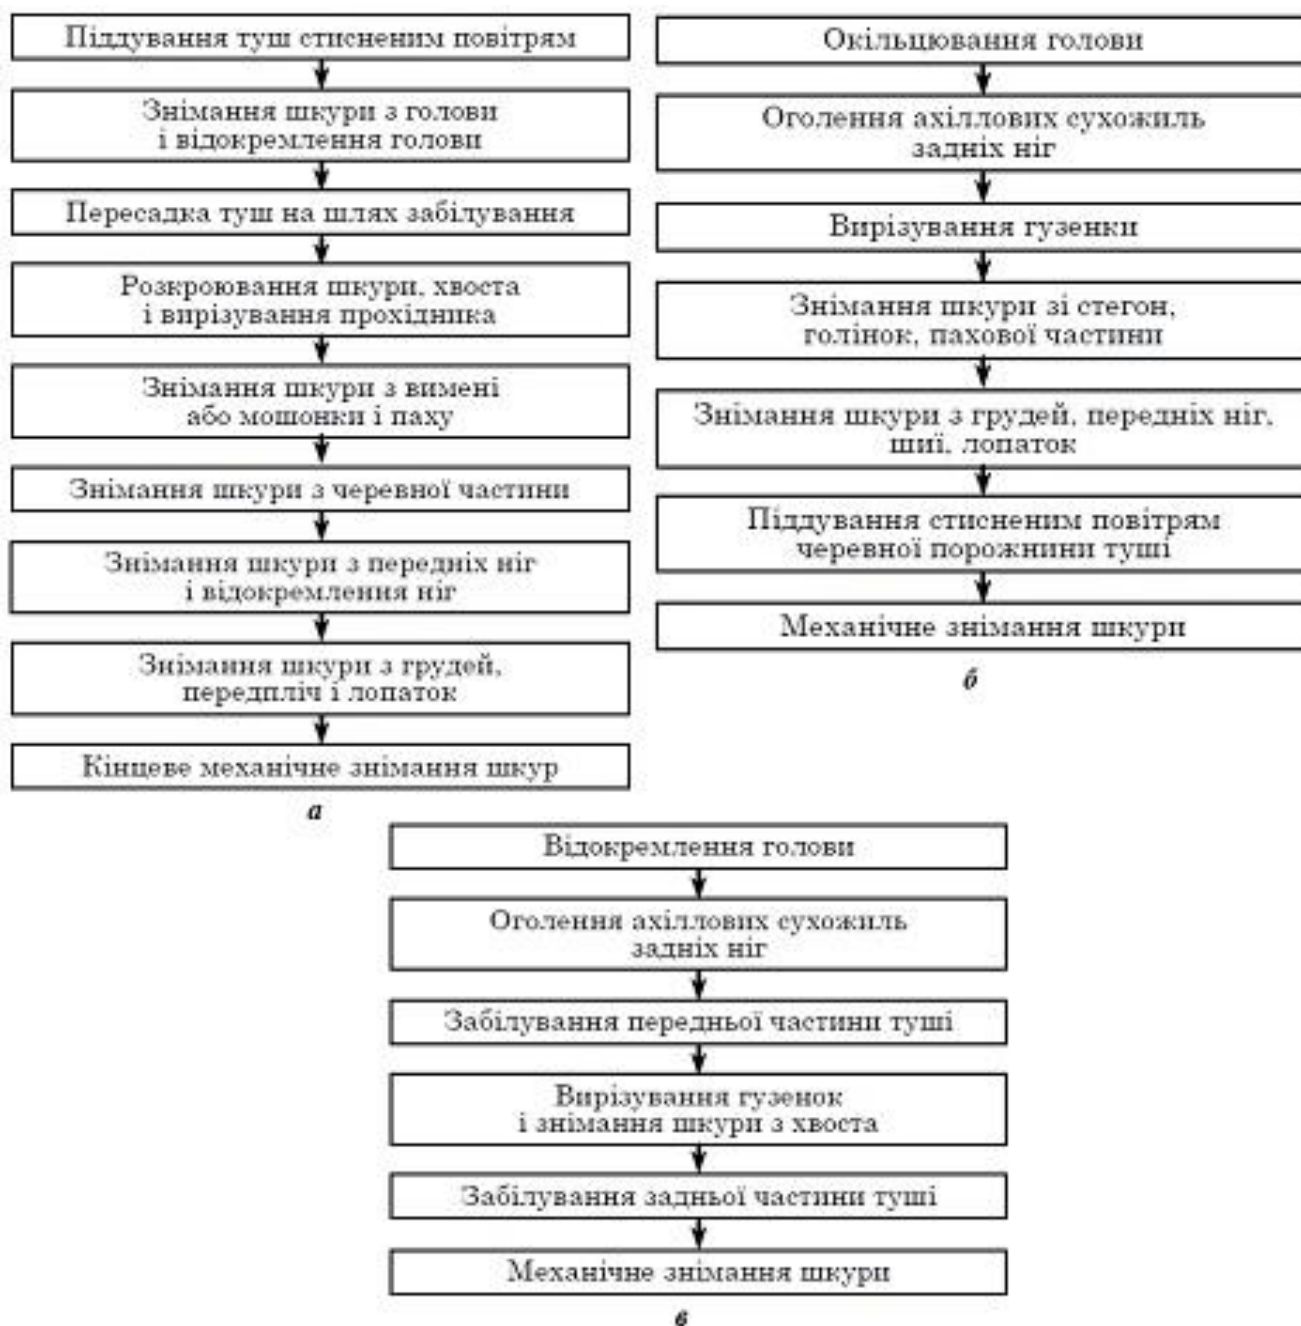 Піддування туш стисненим повітрям
Знімання шкури з голови
і відокремлення голови
Пересадка туш на шлях забілування
Розкроювання шкури, хвоста
і вирізування прохідника
Знімання шкури з вимені
або мошонки і паху
Знімання шкури з черевної частини
Знімання шкури з передніх ніг
і відокремлення ніг
Знімання шкури з грудей,
передпліч і лопаток
Кінцеве механічне знімання шкур
а
Окільцювання голови
Оголення ахіллових сухожиль
задніх ніг
Вирізування гузенки
Знімання шкури зі стегон,
голінок, пахової частини
Знімання шкури з грудей, передніх ніг,
шиї, лопаток
Піддування стисненим повітрям
черевної порожнини туші
Механічне знімання шкури
б
Відокремлення голови
Оголення ахіллових сухожиль
задніх ніг
Забілування передньої частини туші
Вирізування гузенок
і знімання шкури з хвоста
Забілування задньої частини туші
Механічне знімання шкури
в